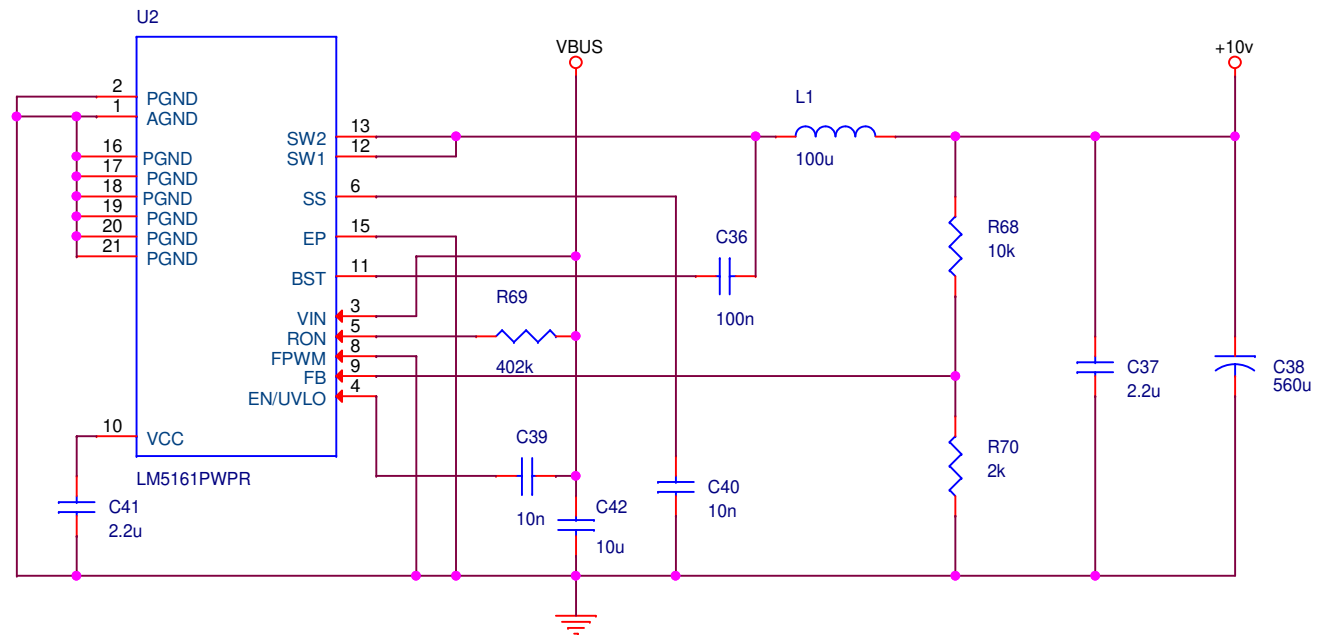 U2
VBUS
+10v
2 PGND
1 AGND
16 PGND
17 PGND
18 PGND
19 PGND
20 PGND
21 PGND
10 VCC
SW2 13
SW1 12
SS 6
EP 15
BST 11
VIN 3
RON 5
FPWM 8
FB 9
EN/UVLO 4
LM5161PWPR
L1
100u
C36
100n
R69
402k
R68
10k
C37
2.2u
C38
560u
C39
10n
C42
10u
C40
10n
R70
2k
C41
2.2u